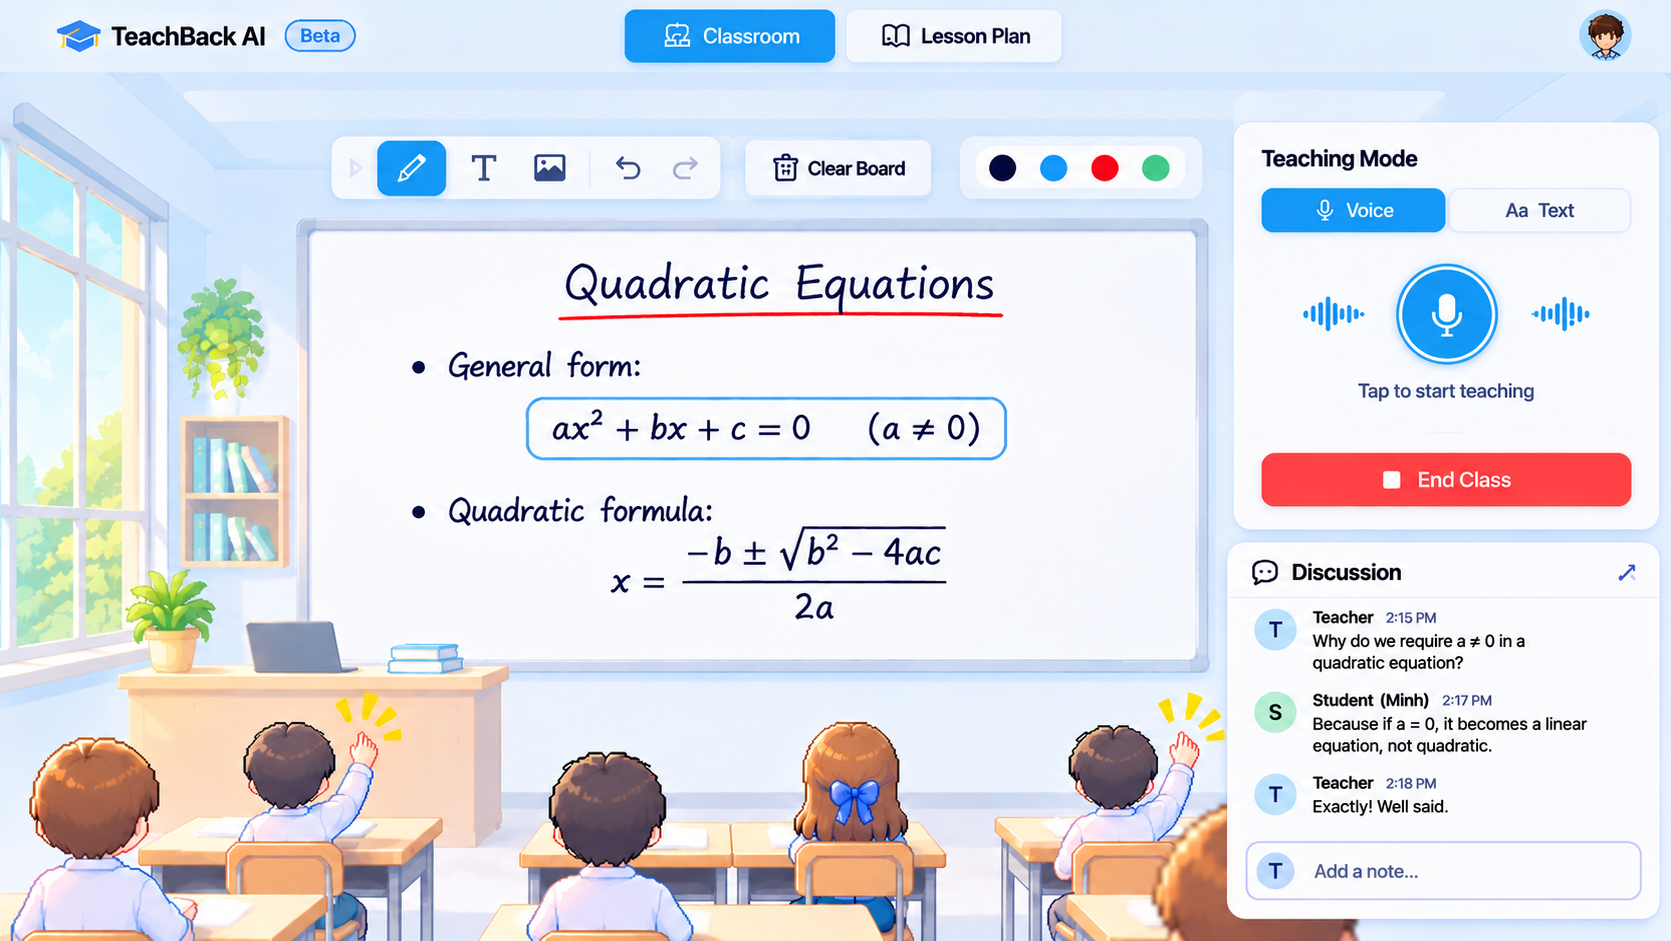 TeachBack AI Beta
Classroom
Lesson Plan
Clear Board
Quadratic Equations
• General form:
ax² + bx + c = 0 (a ≠ 0)
• Quadratic formula:
x = (−b ± √(b² − 4ac)) / 2a
Teaching Mode
Voice
Aa Text
Tap to start teaching
End Class
Discussion
T
Teacher 2:15 PM
Why do we require a ≠ 0 in a
quadratic equation?
S
Student (Minh) 2:17 PM
Because if a = 0, it becomes a linear
equation, not quadratic.
T
Teacher 2:18 PM
Exactly! Well said.
T Add a note...